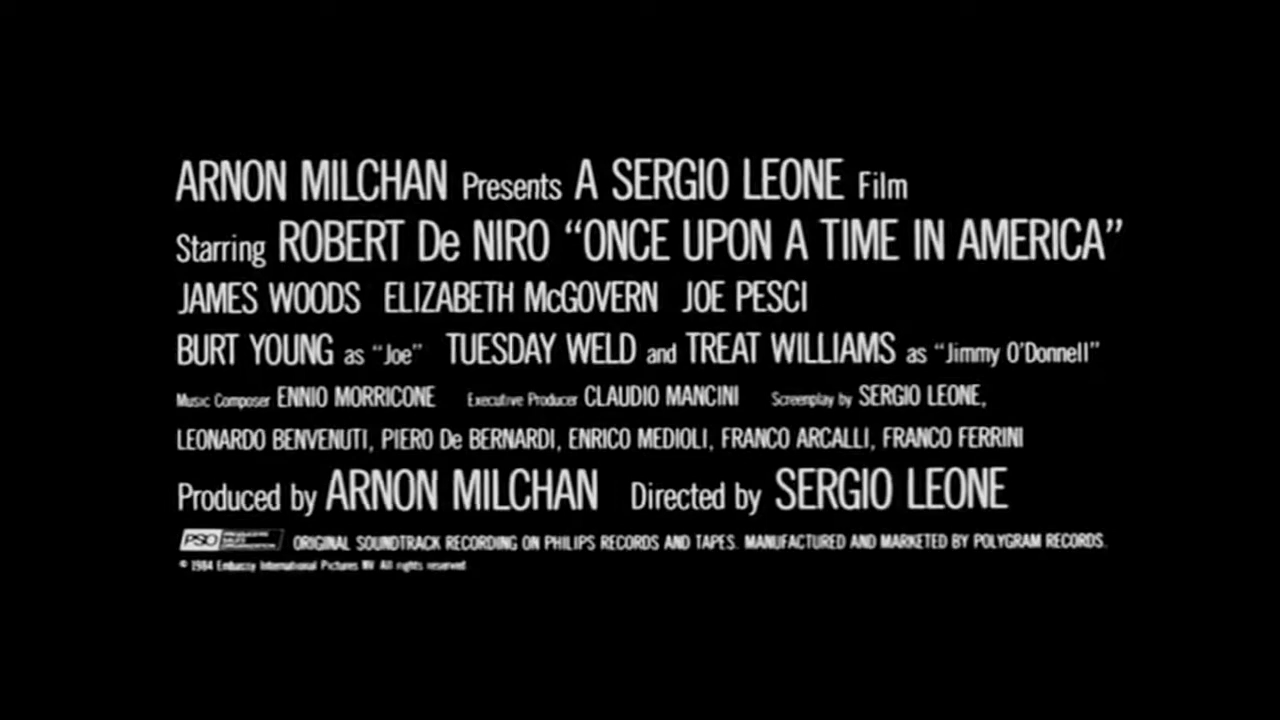 ARNON MILCHAN Presents A SERGIO LEONE Film
Starring ROBERT De NIRO “ONCE UPON A TIME IN AMERICA”
JAMES WOODS ELIZABETH McGOVERN JOE PESCI
BURT YOUNG as “Joe” TUESDAY WELD and TREAT WILLIAMS as “Jimmy O’Donnell”
Music Composer ENNIO MORRICONE Executive Producer CLAUDIO MANCINI Screenplay by SERGIO LEONE,
LEONARDO BENVENUTI, PIERO De BERNARDI, ENRICO MEDIOLI, FRANCO ARCALLI, FRANCO FERRINI
Produced by ARNON MILCHAN Directed by SERGIO LEONE
PSO ORIGINAL SOUNDTRACK RECORDING ON PHILIPS RECORDS AND TAPES. MANUFACTURED AND MARKETED BY POLYGRAM RECORDS.
© 1984 Embassy International Pictures NV All rights reserved